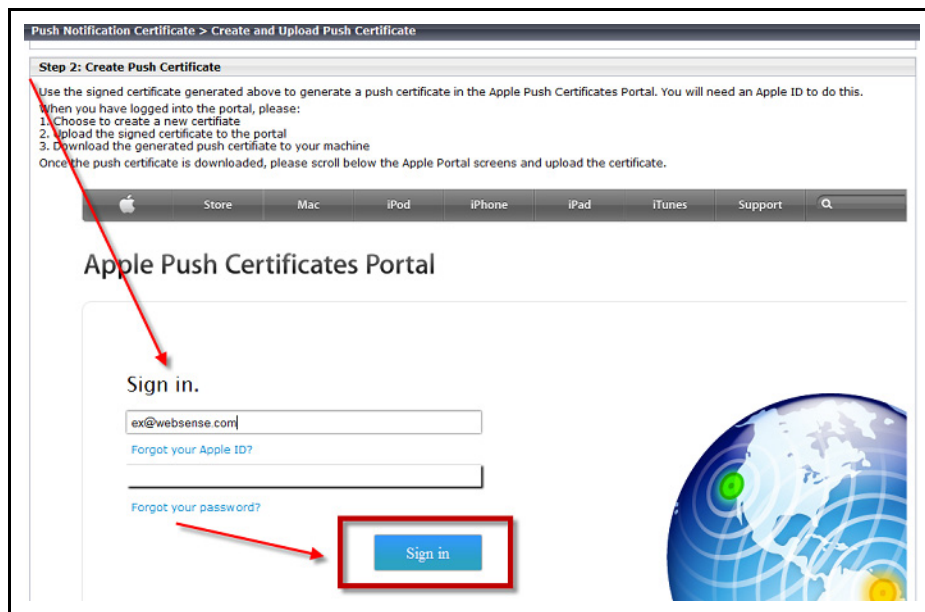 Push Notification Certificate > Create and Upload Push Certificate
Step 2: Create Push Certificate
Use the signed certificate generated above to generate a push certificate in the Apple Push Certificates Portal. You will need an Apple ID to do this.
When you have logged into the portal, please:
1. Choose to create a new certifiate
2. Upload the signed certificate to the portal
3. Download the generated push certifiate to your machine
Once the push certificate is downloaded, please scroll below the Apple Portal screens and upload the certificate.
Store Mac iPod iPhone iPad iTunes Support
Apple Push Certificates Portal
Sign in.
ex@websense.com
Forgot your Apple ID?
Forgot your password?
Sign in